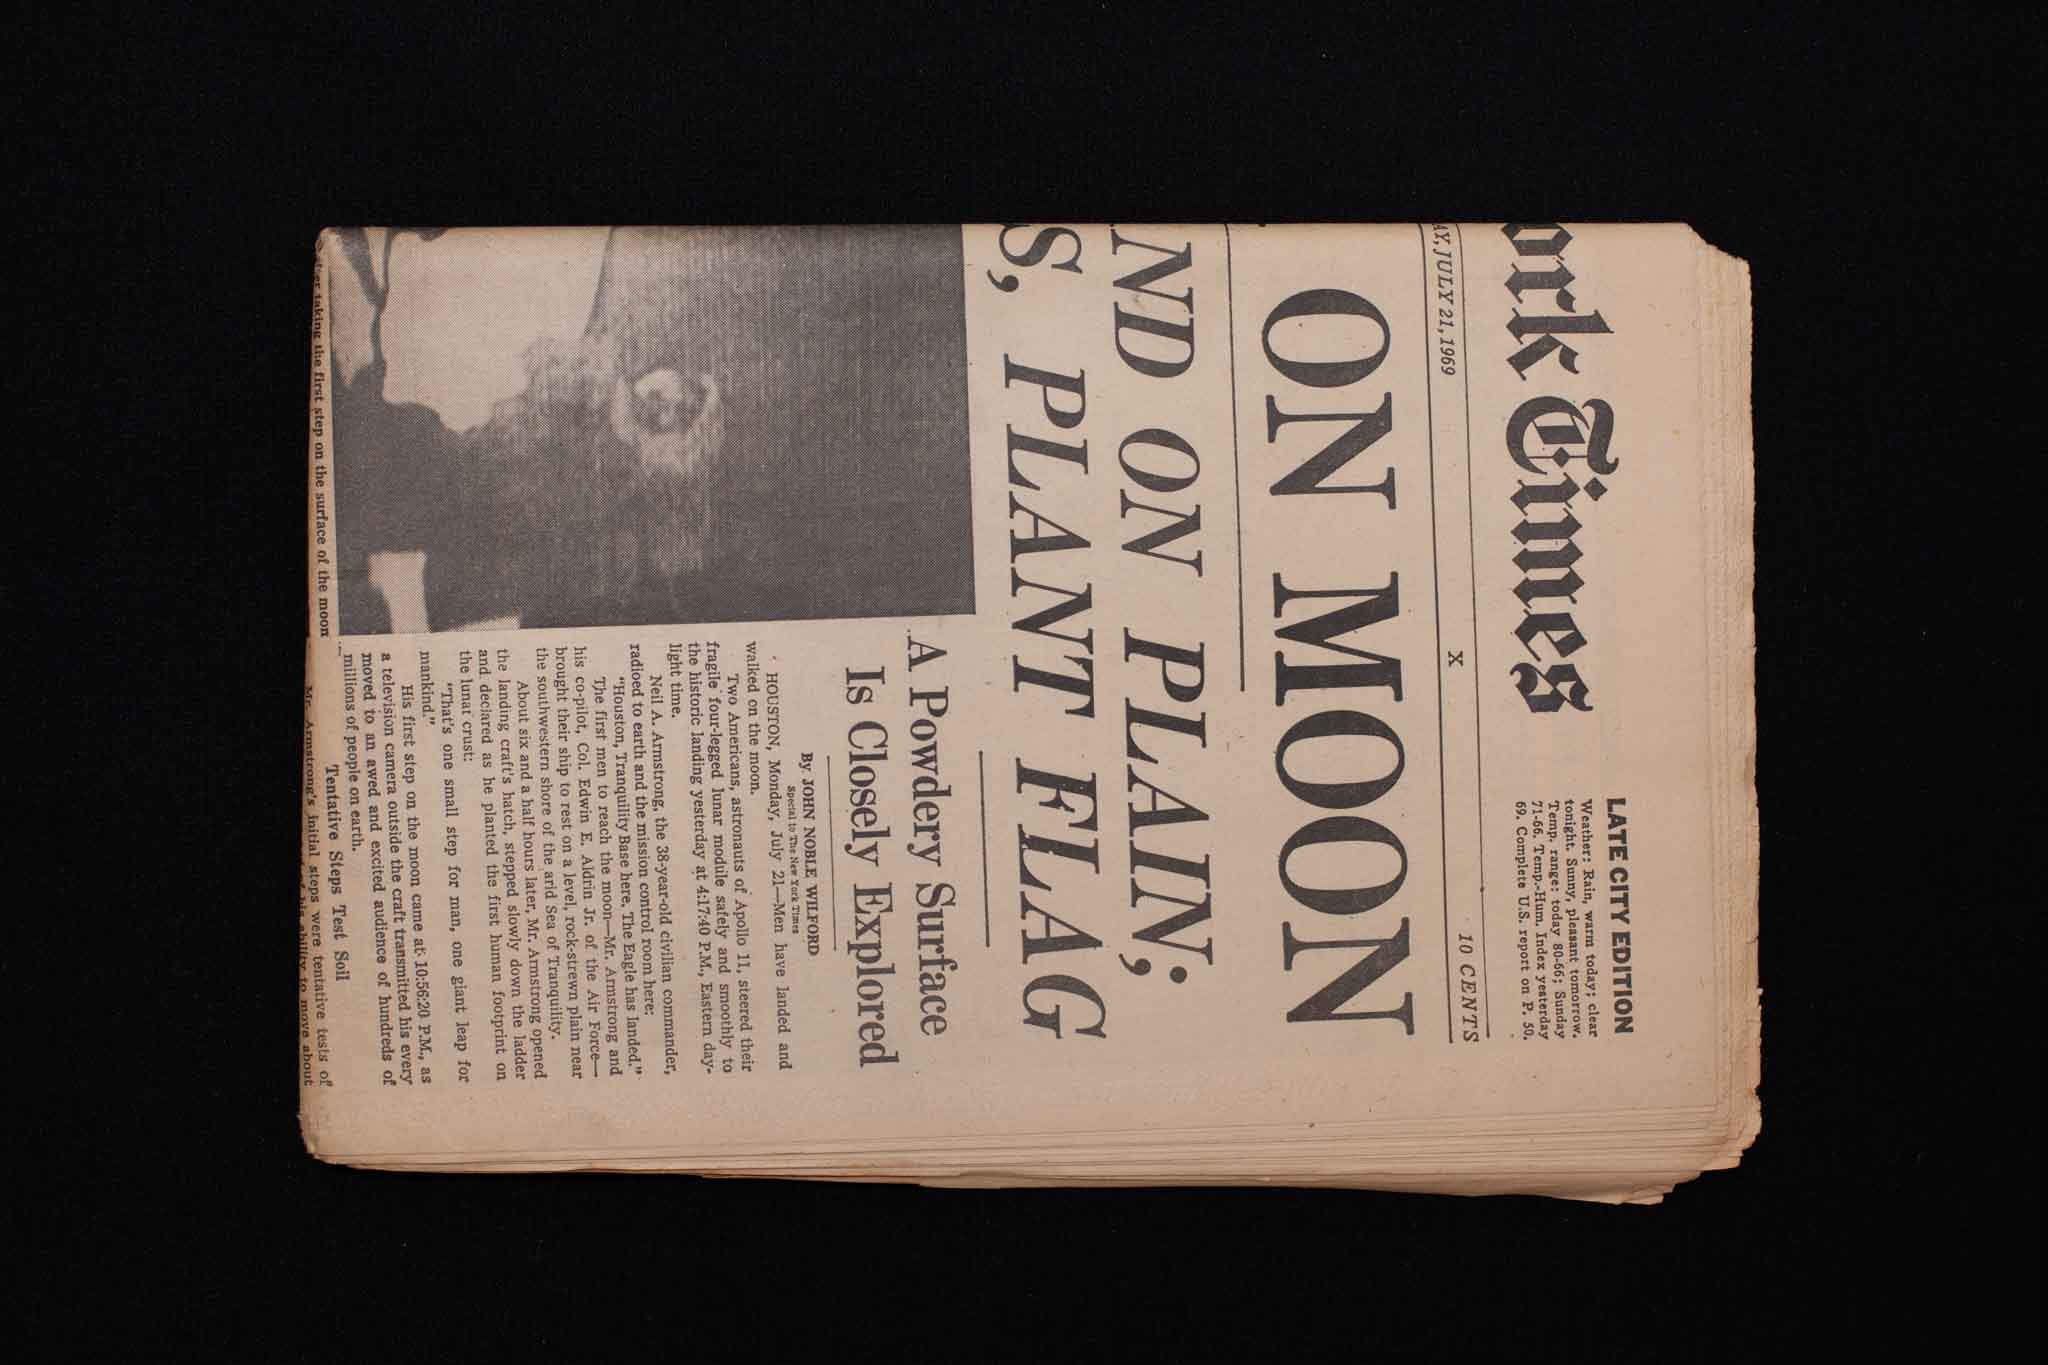 ork Times
LATE CITY EDITION
Weather: Rain, warm today; clear
tonight. Sunny, pleasant tomorrow.
Temp. range: today 80-66; Sunday
71-66. Temp.-Hum. Index yesterday
69. Complete U.S. report on P. 50.
AY, JULY 21, 1969
X
10 CENTS
ON MOON
ND ON PLAIN;
S, PLANT FLAG
A Powdery Surface
Is Closely Explored
By JOHN NOBLE WILFORD
Special to The New York Times
HOUSTON, Monday, July 21—Men have landed and
walked on the moon.
Two Americans, astronauts of Apollo 11, steered their
fragile four-legged lunar module safely and smoothly to
the historic landing yesterday at 4:17:40 P.M., Eastern day-
light time.
Neil A. Armstrong, the 38-year-old civilian commander,
radioed to earth and the mission control room here:
"Houston, Tranquility Base here. The Eagle has landed."
The first men to reach the moon—Mr. Armstrong and
his co-pilot, Col. Edwin E. Aldrin Jr. of the Air Force—
brought their ship to rest on a level, rock-strewn plain near
the southwestern shore of the arid Sea of Tranquility.
About six and a half hours later, Mr. Armstrong opened
the landing craft's hatch, stepped slowly down the ladder
and declared as he planted the first human footprint on
the lunar crust:
"That's one small step for man, one giant leap for
mankind."
His first step on the moon came at 10:56:20 P.M., as
a television camera outside the craft transmitted his every
move to an awed and excited audience of hundreds of
millions of people on earth.
Tentative Steps Test Soil
Mr. Armstrong's initial steps were tentative tests of
his ability to move about
after taking the first step on the surface of the moon